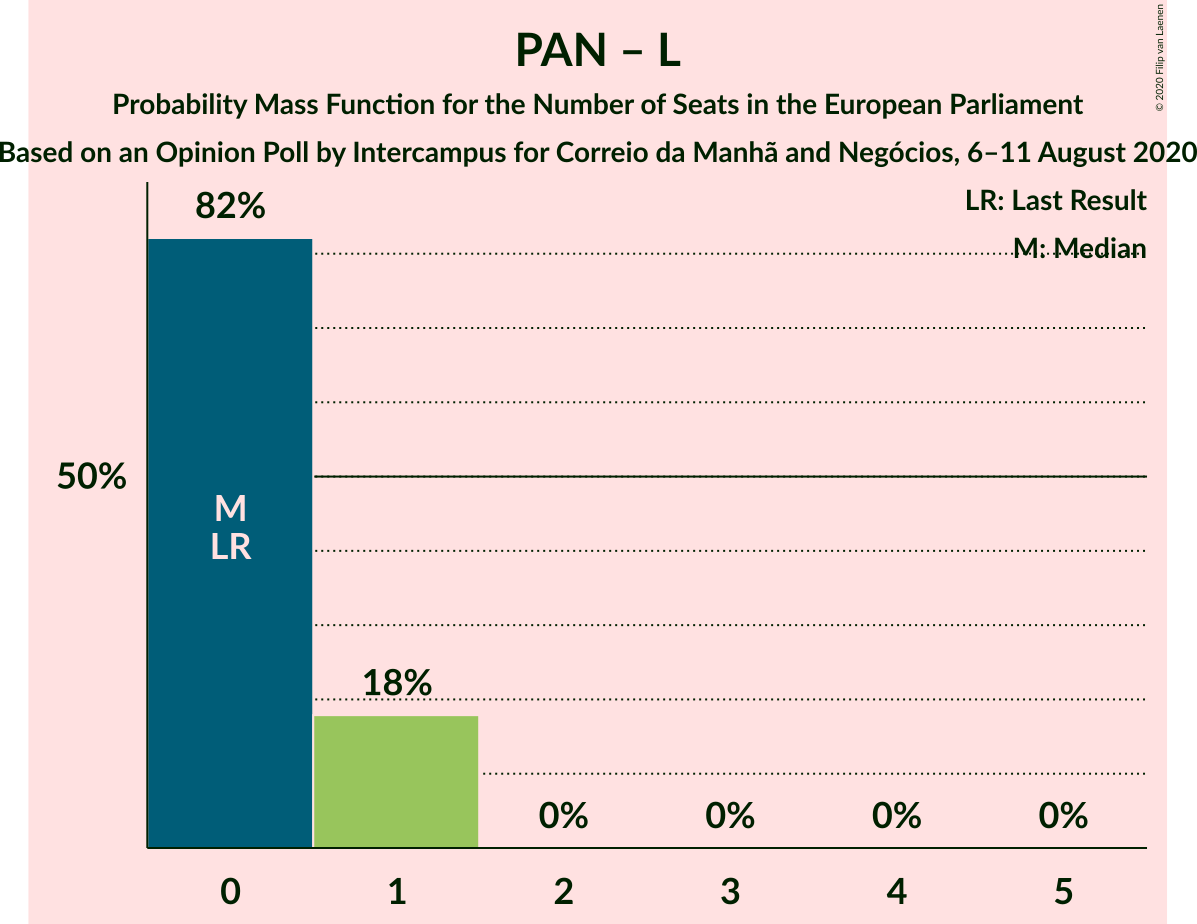 PAN – L
Probability Mass Function for the Number of Seats in the European Parliament
Based on an Opinion Poll by Intercampus for Correio da Manhã and Negócios, 6–11 August 2020
© 2020 Filip van Laenen
LR: Last Result
M: Median
82%
50%
M
LR
18%
0% 0% 0% 0%
0 1 2 3 4 5